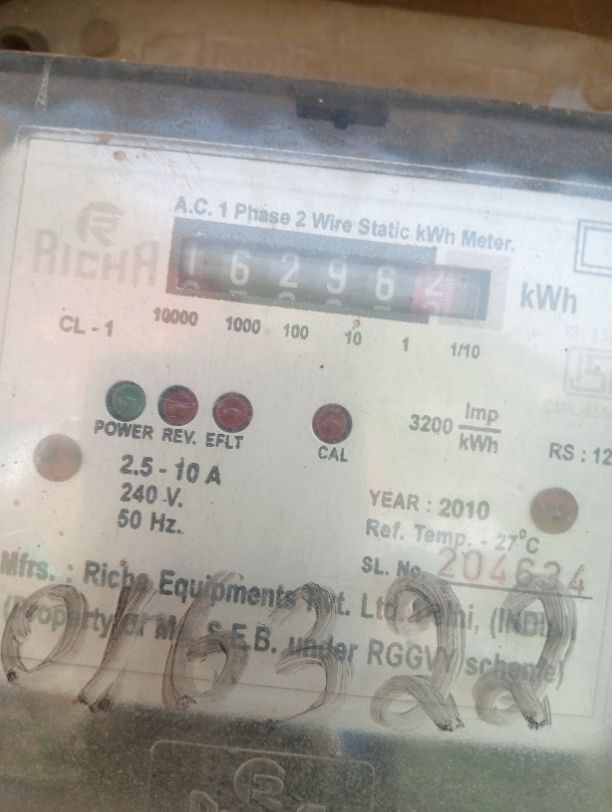 A.C. 1 Phase 2 Wire Static kWh Meter.
RICHA
1 6 2 9 6 2
kWh
CL - 1
10000 1000 100 10 1 1/10
POWER REV. EFLT
CAL
3200 Imp/kWh
RS : 12
2.5 - 10 A
240 V.
50 Hz.
YEAR : 2010
Ref. Temp. - 27°C
SL. No. 204634
Mfrs. : Richa Equipments Pvt. Ltd. Delhi, (INDIA)
(Property of M. S.E.B. under RGGVY scheme)
016322